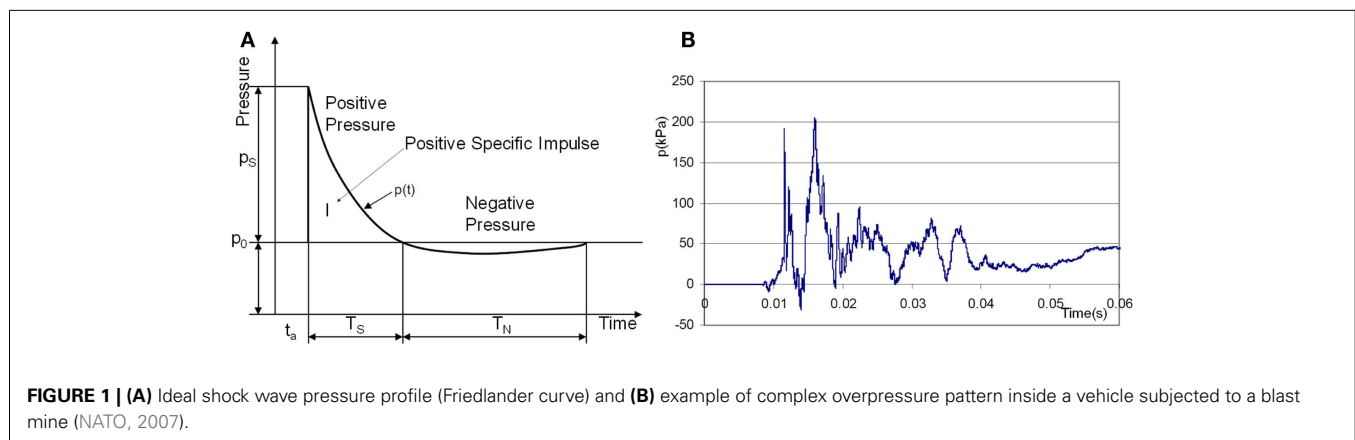 A
Pressure
Positive
Pressure
Positive Specific Impulse
pS
p(t)
I
Negative
Pressure
p0
ta
TS
TN
Time
B
p(kPa)
250
200
150
100
50
0
-50
0
0.01
0.02
0.03
0.04
0.05
0.06
Time(s)
FIGURE 1 | (A) Ideal shock wave pressure profile (Friedlander curve) and (B) example of complex overpressure pattern inside a vehicle subjected to a blast
mine (NATO, 2007).